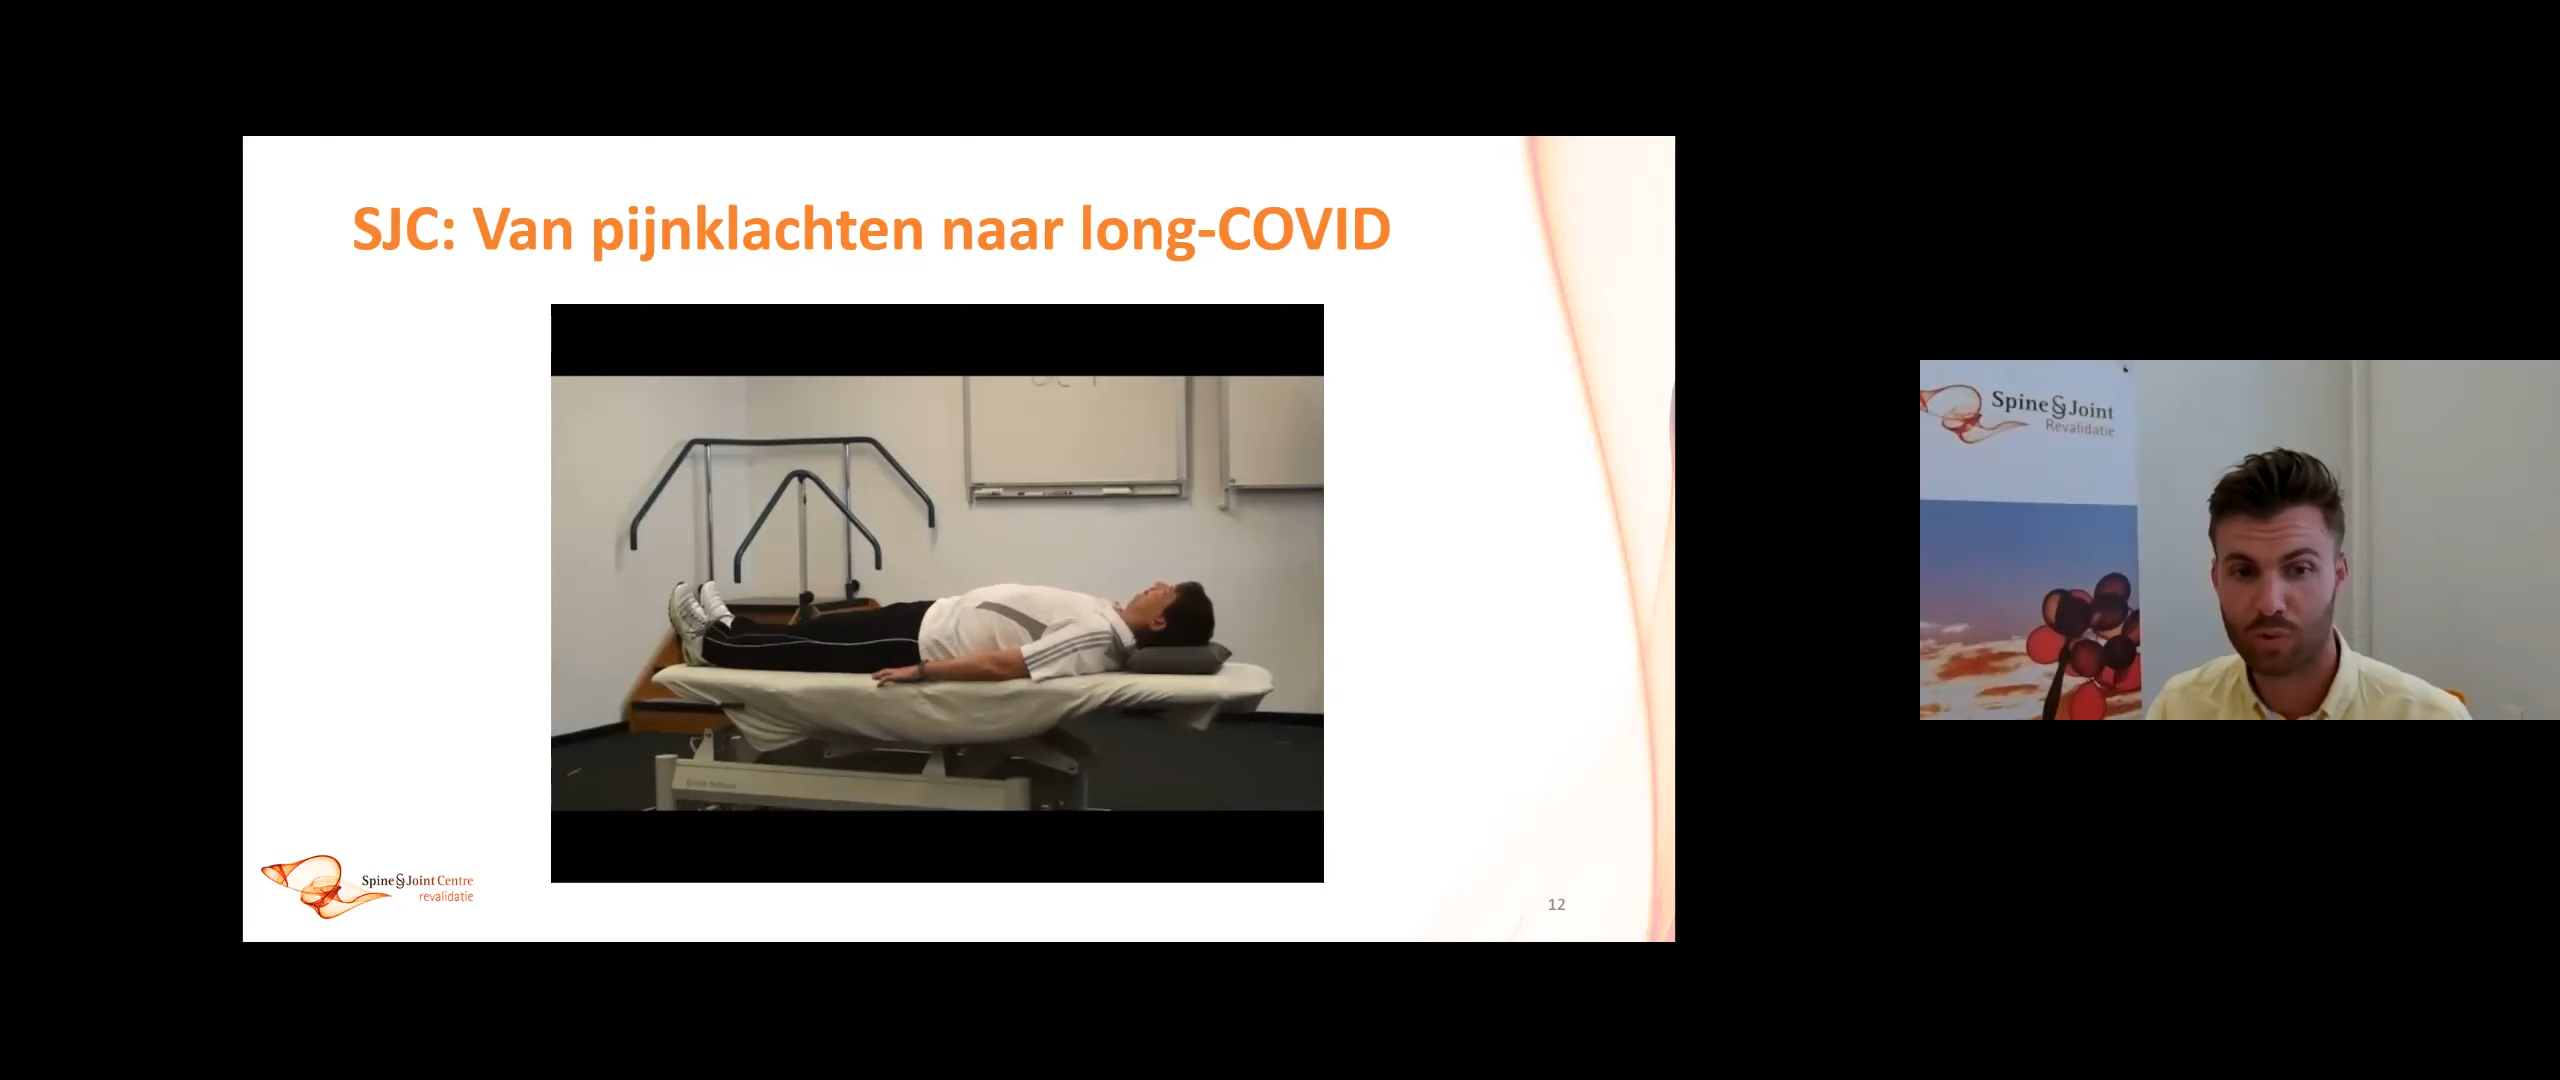 SJC: Van pijnklachten naar long-COVID
Spine & Joint Centre
revalidatie
12
Spine & Joint
Revalidatie